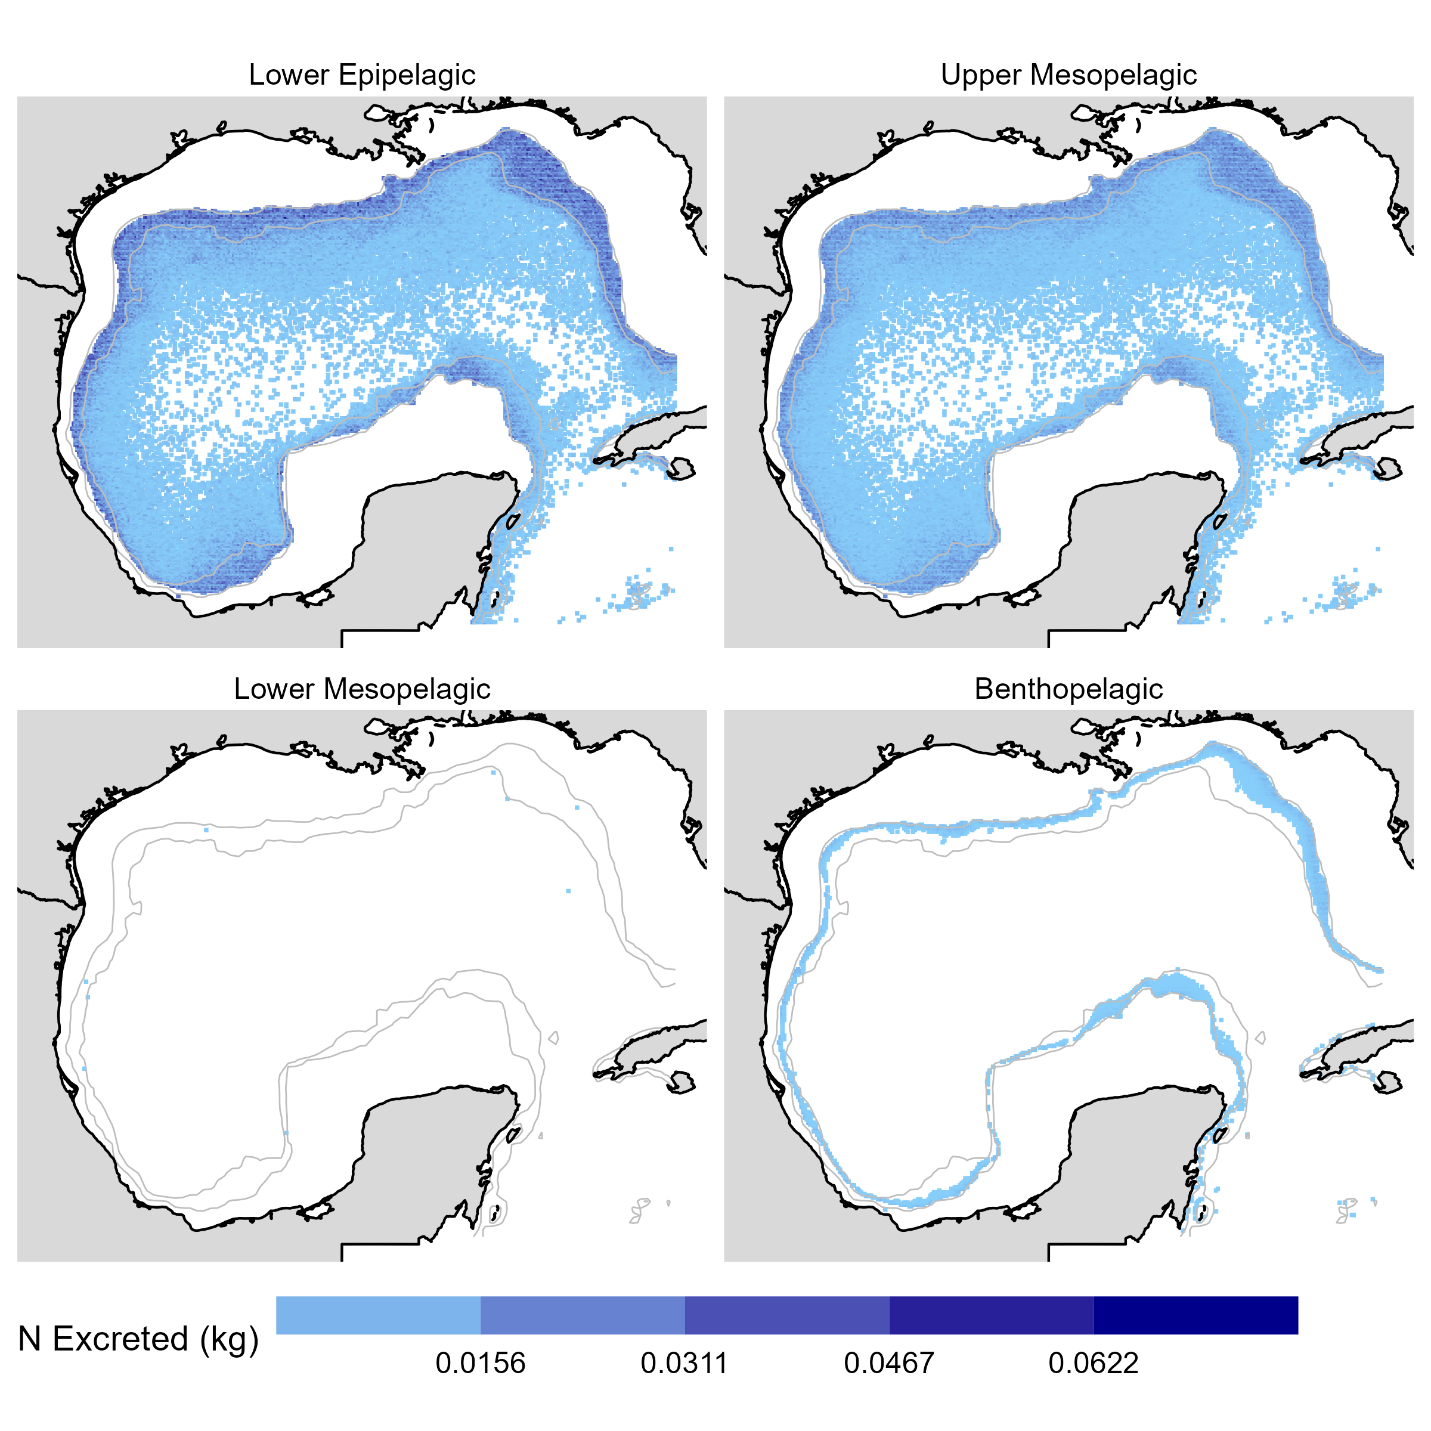 Lower Epipelagic
Upper Mesopelagic
Lower Mesopelagic
Benthopelagic
N Excreted (kg)
0.0156
0.0311
0.0467
0.0622